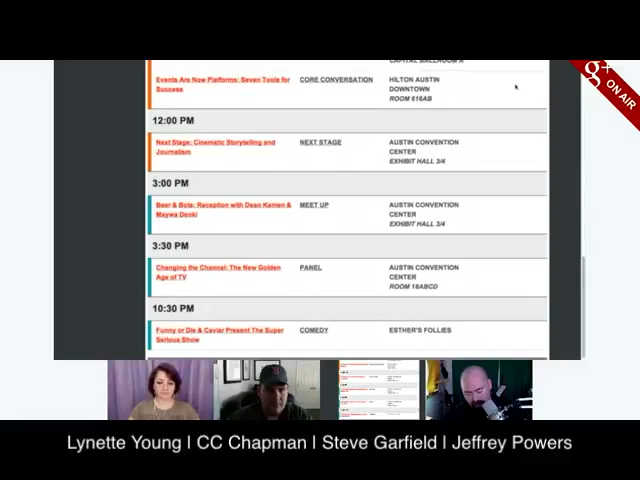 CAPITAL BALLROOM A
Events Are Now Platforms: Seven Tools for
Success
CORE CONVERSATION
HILTON AUSTIN
DOWNTOWN
ROOM 616AB
g+
ON AIR
12:00 PM
Next Stage: Cinematic Storytelling and
Journalism
NEXT STAGE
AUSTIN CONVENTION
CENTER
EXHIBIT HALL 3/4
3:00 PM
Beer & Bots: Reception with Dean Kamen &
Maywa Denki
MEET UP
AUSTIN CONVENTION
CENTER
EXHIBIT HALL 3/4
3:30 PM
Changing the Channel: The New Golden
Age of TV
PANEL
AUSTIN CONVENTION
CENTER
ROOM 18ABCD
10:30 PM
Funny or Die & Caviar Present The Super
Serious Show
COMEDY
ESTHER'S FOLLIES
Lynette Young | CC Chapman | Steve Garfield | Jeffrey Powers